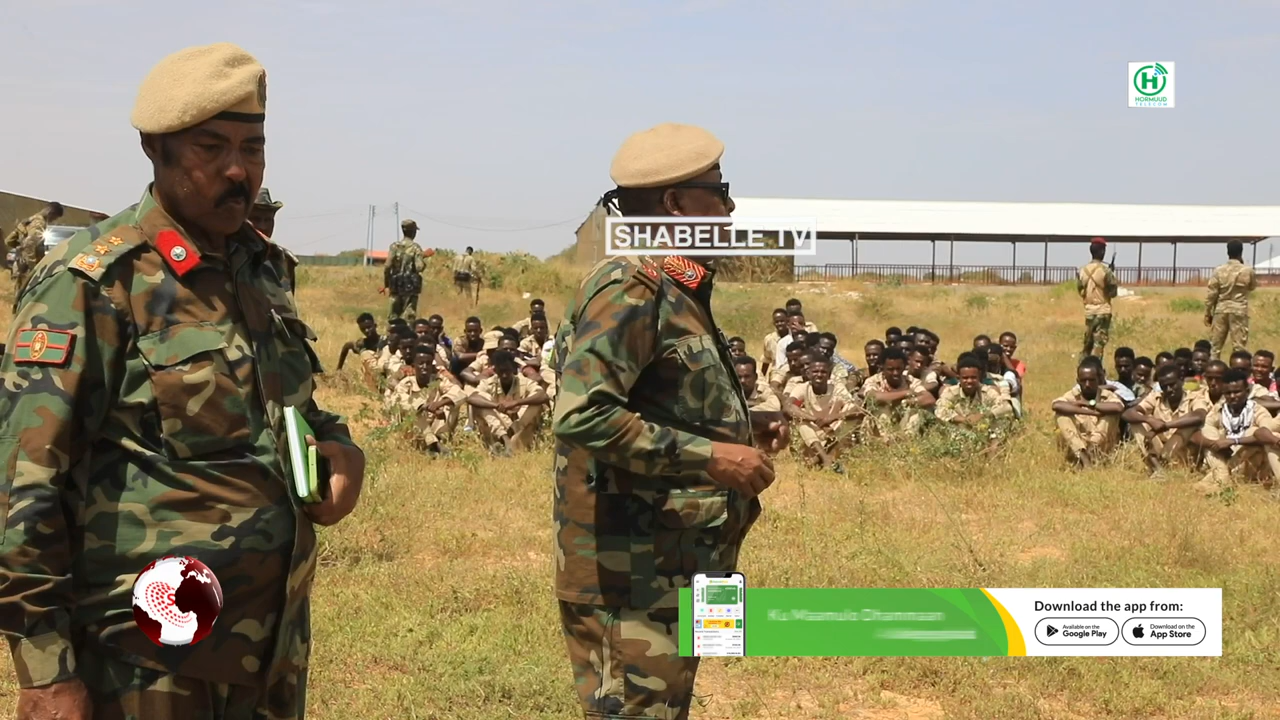 HORMUUD
TELECOM
SHABELLE TV
S
Download the app from:
Available on the
Google Play
Download on the
App Store